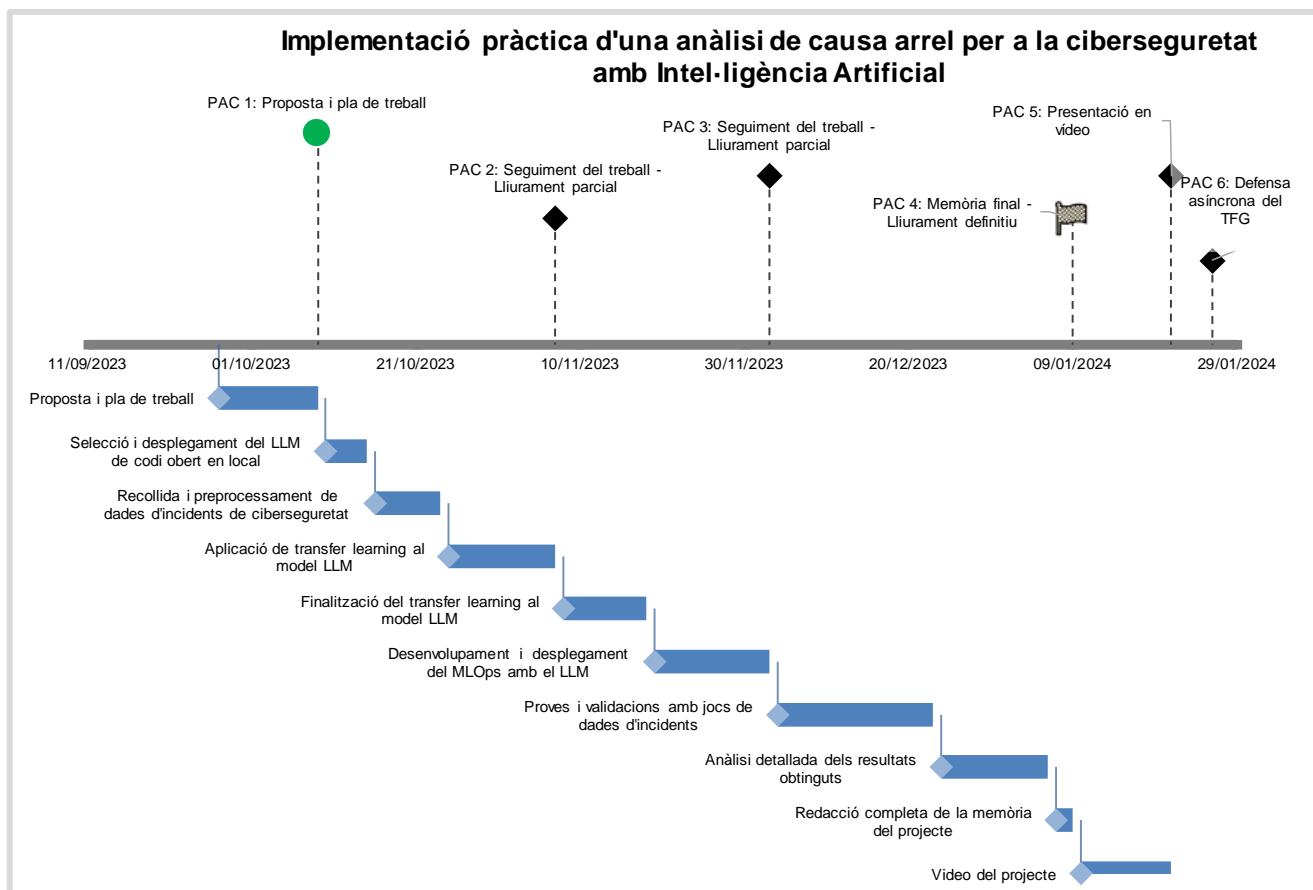 Implementació pràctica d'una anàlisi de causa arrel per a la ciberseguretat
amb Intel·ligència Artificial
PAC 1: Proposta i pla de treball
PAC 2: Seguiment del treball -
Lliurament parcial
PAC 3: Seguiment del treball -
Lliurament parcial
PAC 4: Memòria final -
Lliurament definitiu
PAC 5: Presentació en
vídeo
PAC 6: Defensa
asíncrona del
TFG
11/09/2023
01/10/2023
21/10/2023
10/11/2023
30/11/2023
20/12/2023
09/01/2024
29/01/2024
Proposta i pla de treball
Selecció i desplegament del LLM
de codi obert en local
Recollida i preprocessament de
dades d'incidents de ciberseguretat
Aplicació de transfer learning al
model LLM
Finalització del transfer learning al
model LLM
Desenvolupament i desplegament
del MLOps amb el LLM
Proves i validacions amb jocs de
dades d'incidents
Anàlisi detallada dels resultats
obtinguts
Redacció completa de la memòria
del projecte
Video del projecte